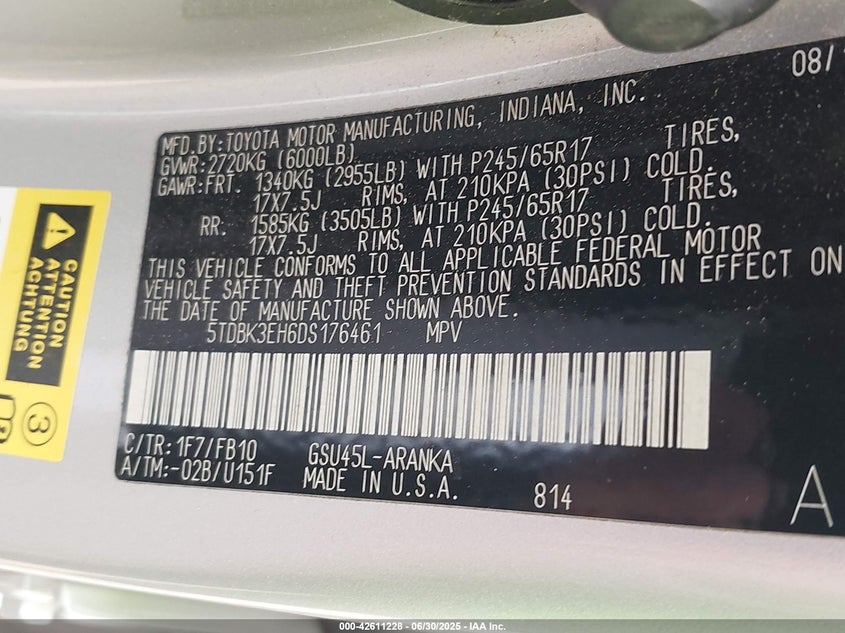 08/
MFD.BY:TOYOTA MOTOR MANUFACTURING, INDIANA, INC.
GVWR:2720KG (6000LB)
GAWR:FRT. 1340KG (2955LB) WITH P245/65R17 TIRES,
17X7.5J RIMS, AT 210KPA (30PSI) COLD.
RR. 1585KG (3505LB) WITH P245/65R17 TIRES,
17X7.5J RIMS, AT 210KPA (30PSI) COLD.
THIS VEHICLE CONFORMS TO ALL APPLICABLE FEDERAL MOTOR
VEHICLE SAFETY AND THEFT PREVENTION STANDARDS IN EFFECT ON
THE DATE OF MANUFACTURE SHOWN ABOVE.
5TDBK3EH6DS176461 MPV
C/TR:1F7/FB10 GSU45L-ARANKA
A/TM:-02B/U151F MADE IN U.S.A. 814
A
CAUTION
ATTENTION
ACHTUNG
3
000-42611228 - 06/30/2025 - IAA Inc.